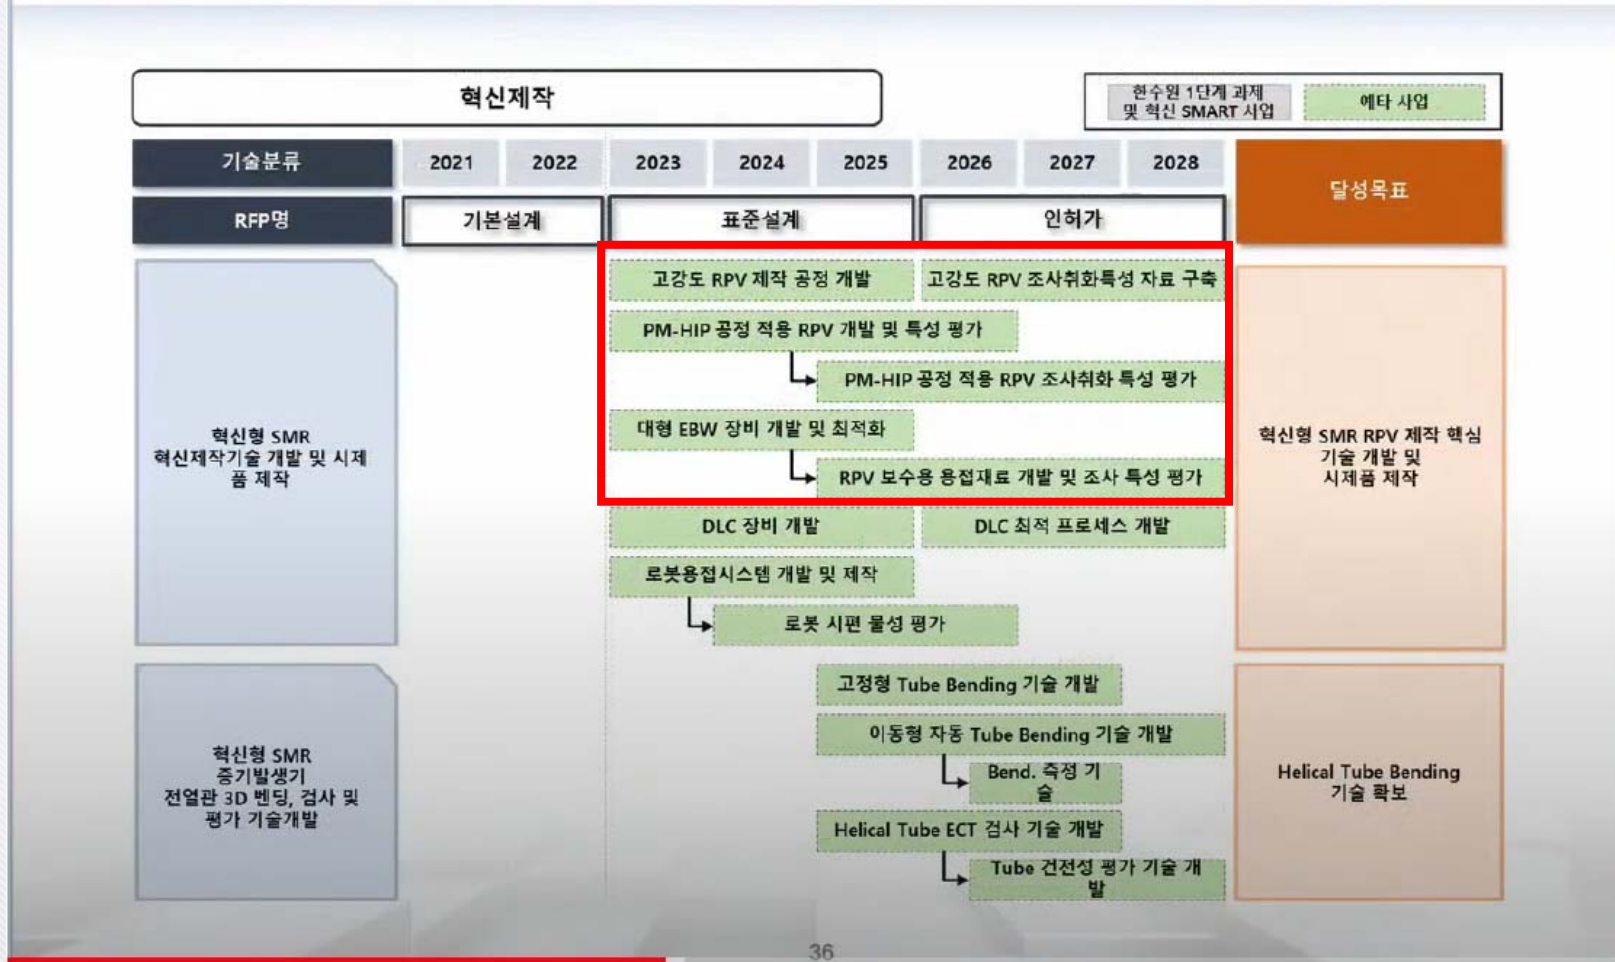 혁신제작
한수원 1단계 과제
및 혁신 SMART 사업
예타 사업
기술분류
2021
2022
2023
2024
2025
2026
2027
2028
달성목표
RFP명
기본설계
표준설계
인허가
혁신형 SMR
혁신제작기술 개발 및 시제
품 제작
고강도 RPV 제작 공정 개발
고강도 RPV 조사취화특성 자료 구축
PM-HIP 공정 적용 RPV 개발 및 특성 평가
PM-HIP 공정 적용 RPV 조사취화 특성 평가
대형 EBW 장비 개발 및 최적화
RPV 보수용 용접재료 개발 및 조사 특성 평가
DLC 장비 개발
DLC 최적 프로세스 개발
로봇용접시스템 개발 및 제작
로봇 시편 물성 평가
혁신형 SMR RPV 제작 핵심
기술 개발 및
시제품 제작
혁신형 SMR
증기발생기
전열관 3D 벤딩, 검사 및
평가 기술개발
고정형 Tube Bending 기술 개발
이동형 자동 Tube Bending 기술 개발
Bend. 측정 기
술
Helical Tube ECT 검사 기술 개발
Tube 건전성 평가 기술 개
발
Helical Tube Bending
기술 확보
36